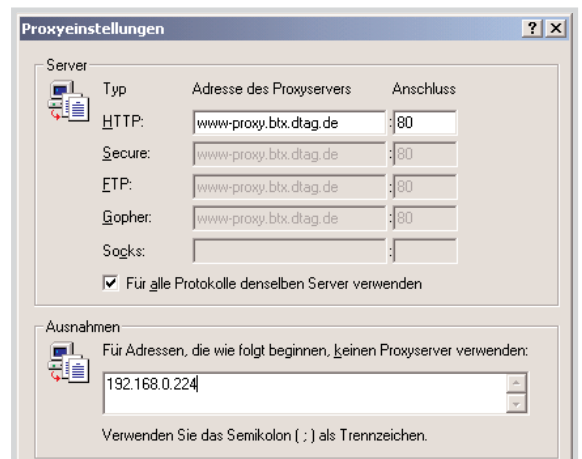 Proxyeinstellungen
Server
Typ Adresse des Proxyservers Anschluss
HTTP: www-proxy.btx.dtag.de : 80
Secure: www-proxy.btx.dtag.de : 80
FTP: www-proxy.btx.dtag.de : 80
Gopher: www-proxy.btx.dtag.de : 80
Socks: :
Für alle Protokolle denselben Server verwenden
Ausnahmen
Für Adressen, die wie folgt beginnen, keinen Proxyserver verwenden:
192.168.0.224
Verwenden Sie das Semikolon ( ; ) als Trennzeichen.